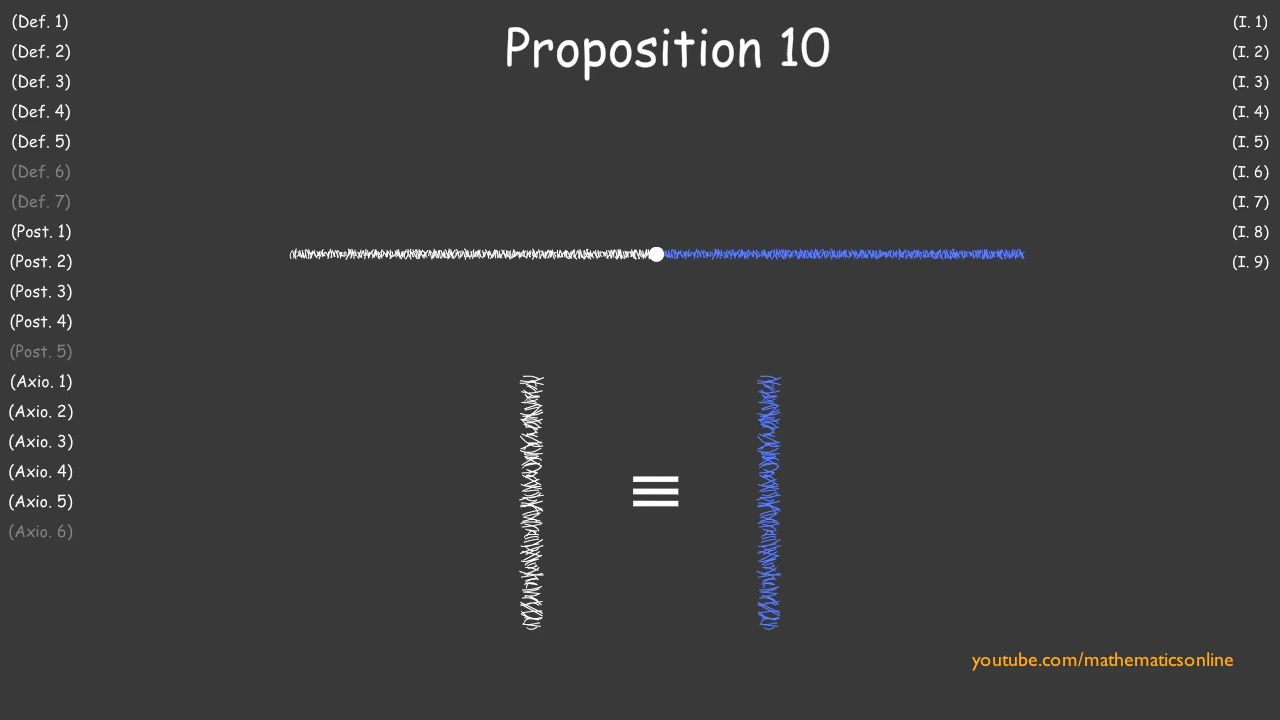 Proposition 10
(Def. 1)
(Def. 2)
(Def. 3)
(Def. 4)
(Def. 5)
(Def. 6)
(Def. 7)
(Post. 1)
(Post. 2)
(Post. 3)
(Post. 4)
(Post. 5)
(Axio. 1)
(Axio. 2)
(Axio. 3)
(Axio. 4)
(Axio. 5)
(Axio. 6)
(I. 1)
(I. 2)
(I. 3)
(I. 4)
(I. 5)
(I. 6)
(I. 7)
(I. 8)
(I. 9)
≡
youtube.com/mathematicsonline